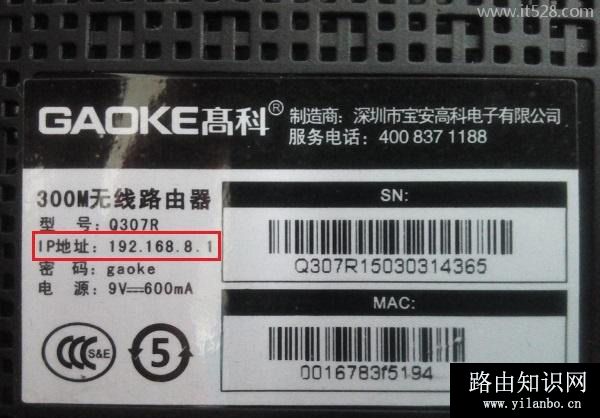 www.it528.com
GAOKE高科® 制造商：深圳市宝安高科电子有限公司
服务电话：400 837 1188
300M无线路由器
型 号：Q307R
IP地址：192.168.8.1
密 码：gaoke
电 源：9V⎓600mA
SN:
Q307R15030314365
MAC:
0016783f5194
CCC S&E
5
路由知识网
www.yilanbo.cn